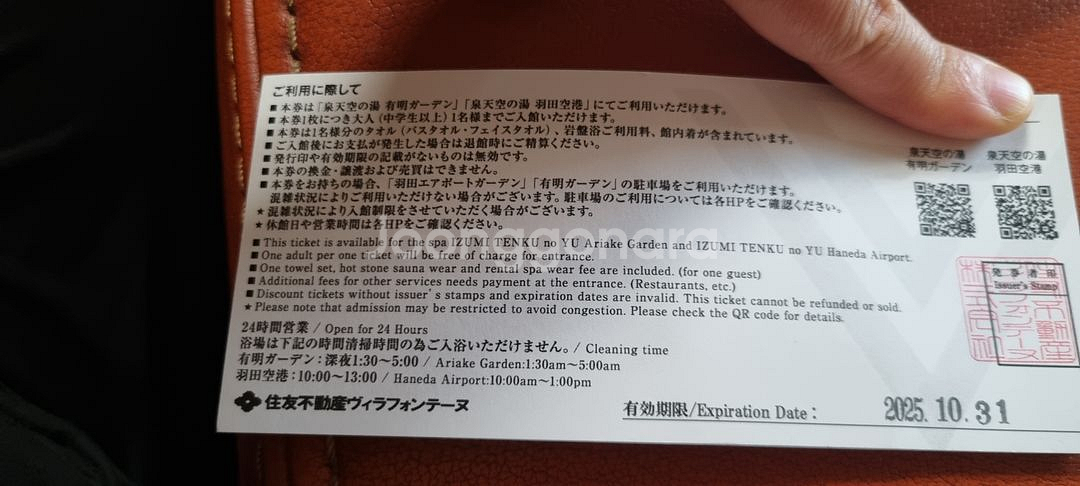 ご利用に際して
■本券は「泉天空の湯 有明ガーデン」「泉天空の湯 羽田空港」にてご利用いただけます。
■本券1枚につき大人(中学生以上)1名様までご入館いただけます。
■本券は1名様分のタオル(バスタオル・フェイスタオル)、岩盤浴ご利用料、館内着が含まれています。
■ご入館後にお支払が発生した場合は退館時にご精算ください。
■発行印や有効期限の記載がないものは無効です。
■本券の換金・譲渡および売買はできません。
■本券をお持ちの場合、「羽田エアポートガーデン」「有明ガーデン」の駐車場をご利用いただけます。
混雑状況によりご利用いただけない場合がございます。駐車場のご利用については各HPをご確認ください。
★混雑状況により入館制限をさせていただく場合がございます。
★休館日や営業時間は各HPをご確認ください。
泉天空の湯
有明ガーデン
泉天空の湯
羽田空港
Joonggonara
■This ticket is available for the spa IZUMI TENKU no YU Ariake Garden and IZUMI TENKU no YU Haneda Airport.
■One adult per one ticket will be free of charge for entrance.
■One towel set, hot stone sauna wear and rental spa wear fee are included. (for one guest)
■Additional fees for other services needs payment at the entrance. (Restaurants, etc.)
■Discount tickets without issuer's stamps and expiration dates are invalid. This ticket cannot be refunded or sold.
★Please note that admission may be restricted to avoid congestion. Please check the QR code for details.
発券者印
Issuer's Stamp
24時間営業 / Open for 24 Hours
浴場は下記の時間清掃時間の為ご入浴いただけません。/ Cleaning time
有明ガーデン:深夜1:30~5:00 / Ariake Garden:1:30am~5:00am
羽田空港:10:00~13:00 / Haneda Airport:10:00am~1:00pm
住友不動産ヴィラフォンテーヌ
有効期限/Expiration Date: 2025.10.31